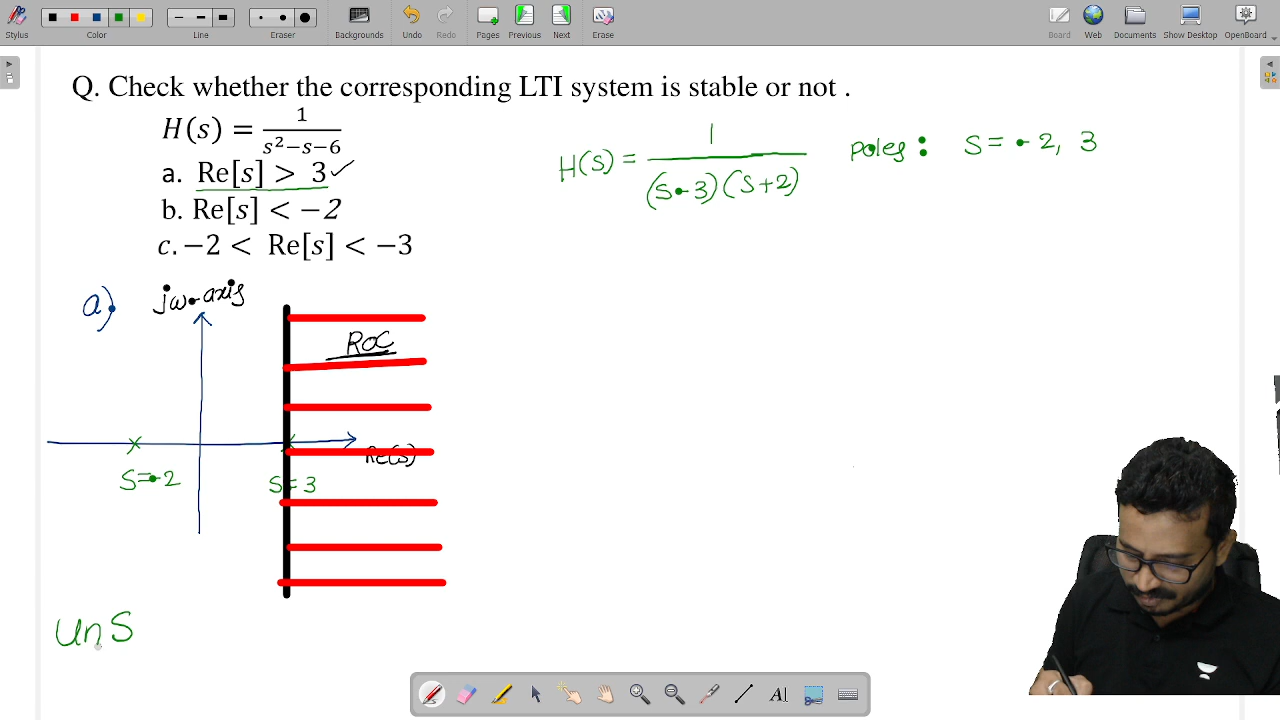 Stylus Color Line Eraser Backgrounds Undo Redo Pages Previous Next Erase Board Web Documents Show Desktop OpenBoard
Q. Check whether the corresponding LTI system is stable or not .
H(s) = 1/(s²−s−6)
a. Re[s] > 3 ✓
b. Re[s] < −2
c. −2 < Re[s] < −3
H(S) = 1/((S-3)(S+2))
poles: S = -2, 3
a).
jω-axis
ROC
Re(s)
S=-2
S=3
UnS
AI